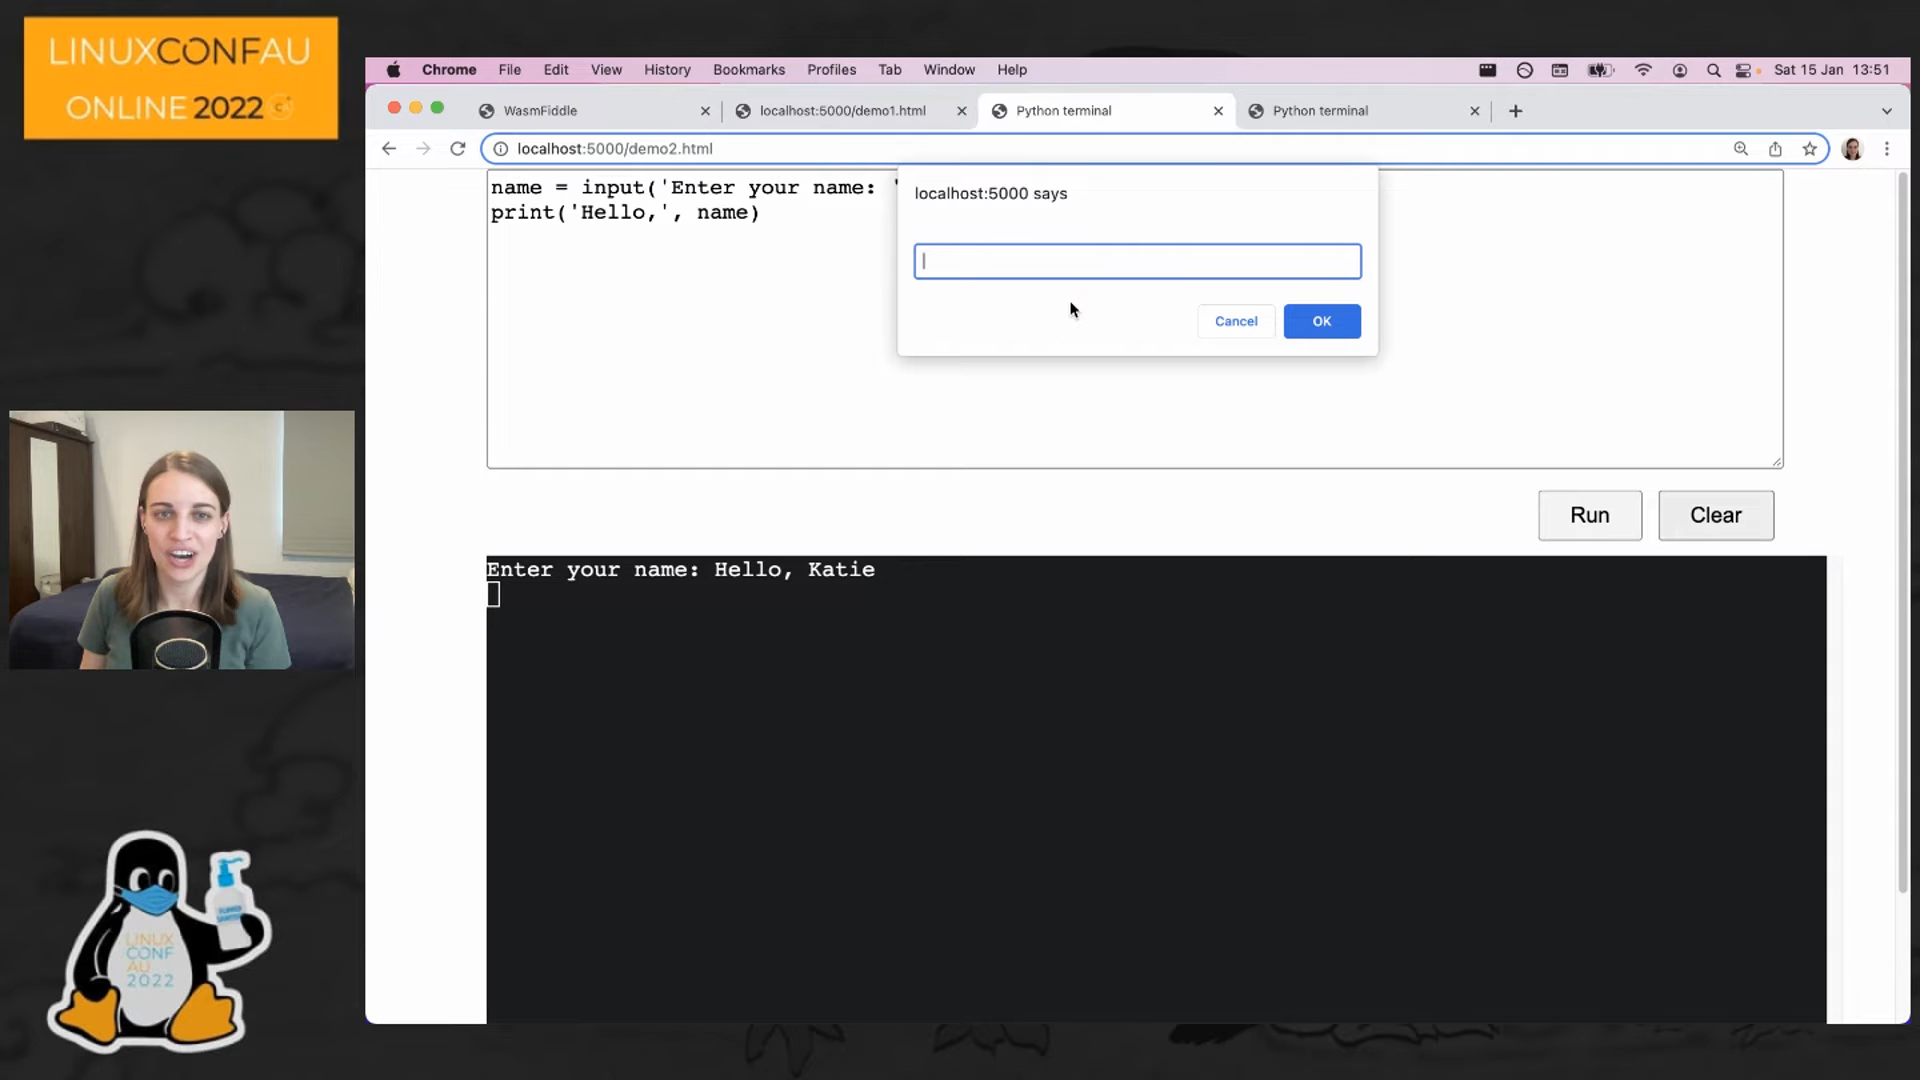 LINUXCONFAU
ONLINE 2022
Chrome File Edit View History Bookmarks Profiles Tab Window Help
Sat 15 Jan 13:51
WasmFiddle
localhost:5000/demo1.html
Python terminal
Python terminal
localhost:5000/demo2.html
name = input('Enter your name: '
print('Hello,', name)
localhost:5000 says
Cancel
OK
Run
Clear
Enter your name: Hello, Katie
LINUX
CONF
AU
2022